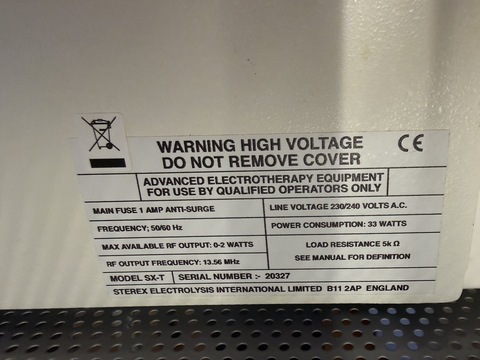 WARNING HIGH VOLTAGE
DO NOT REMOVE COVER
CE
ADVANCED ELECTROTHERAPY EQUIPMENT
FOR USE BY QUALIFIED OPERATORS ONLY
MAIN FUSE 1 AMP ANTI-SURGE
LINE VOLTAGE 230/240 VOLTS A.C.
FREQUENCY; 50/60 Hz
POWER CONSUMPTION: 33 WATTS
MAX AVAILABLE RF OUTPUT: 0-2 WATTS
LOAD RESISTANCE 5k Ω
RF OUTPUT FREQUENCY: 13.56 MHz
SEE MANUAL FOR DEFINITION
MODEL SX-T
SERIAL NUMBER :- 20327
STEREX ELECTROLYSIS INTERNATIONAL LIMITED B11 2AP ENGLAND